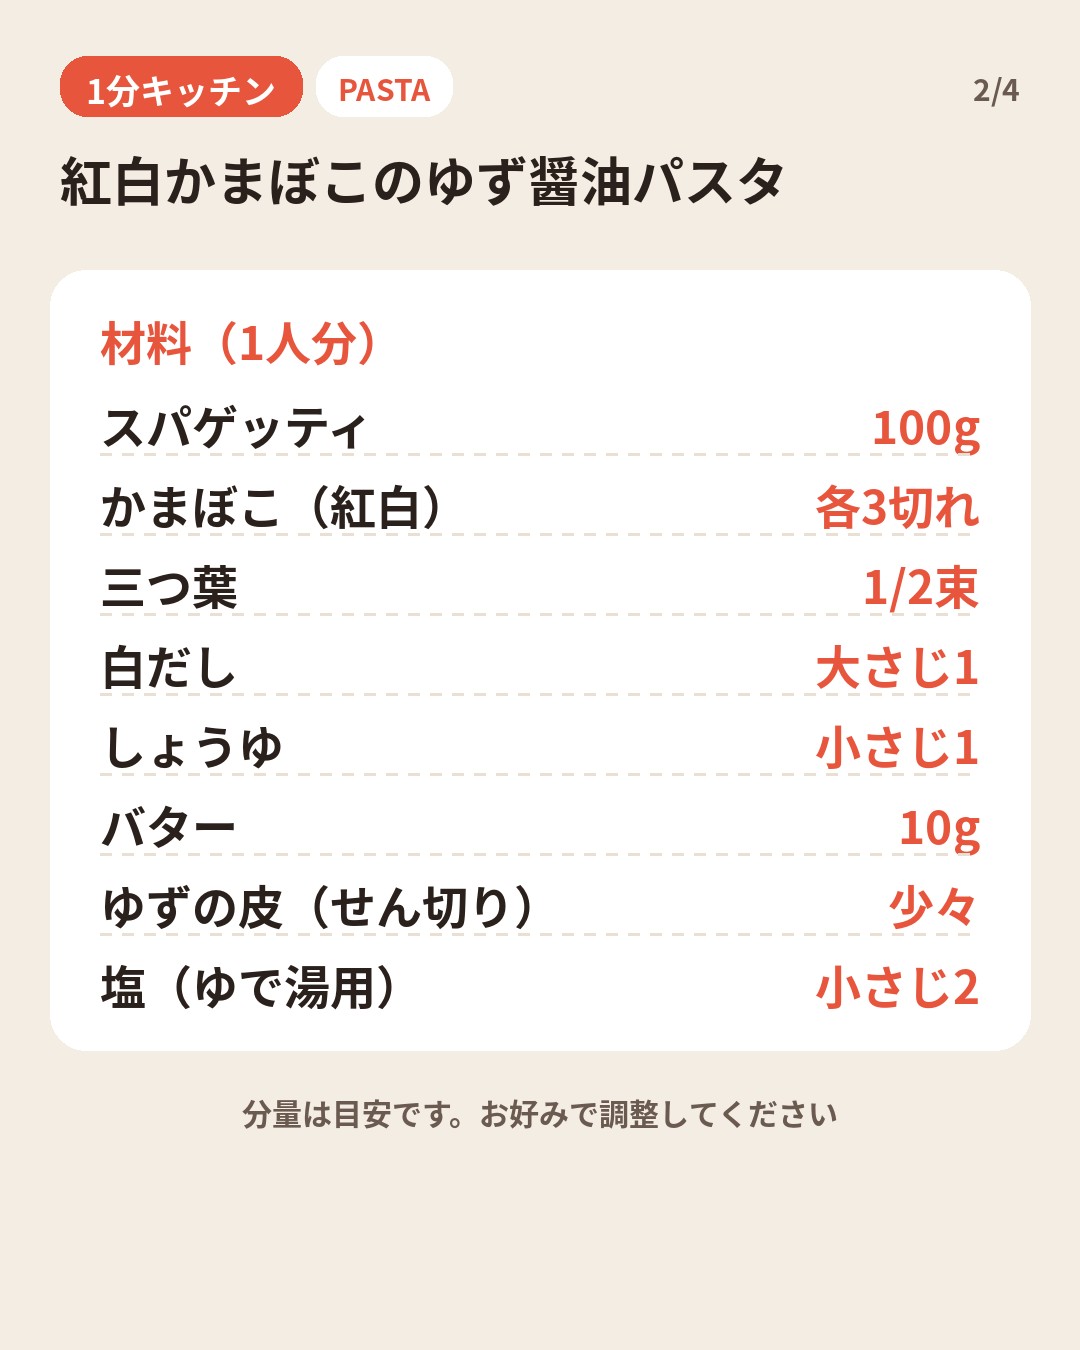 1分キッチン PASTA 2/4
紅白かまぼこのゆず醤油パスタ
材料（1人分）
スパゲッティ 100g
かまぼこ（紅白） 各3切れ
三つ葉 1/2束
白だし 大さじ1
しょうゆ 小さじ1
バター 10g
ゆずの皮（せん切り） 少々
塩（ゆで湯用） 小さじ2
分量は目安です。お好みで調整してください